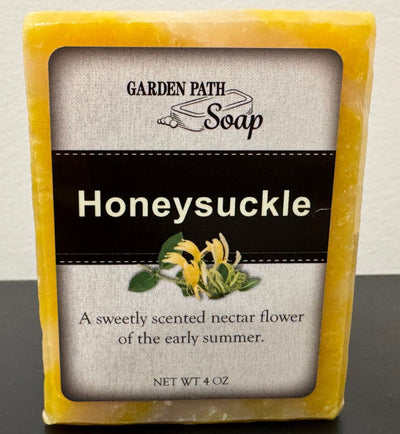 GARDEN PATH
Soap
Honeysuckle
A sweetly scented nectar flower
of the early summer.
NET WT 4 OZ